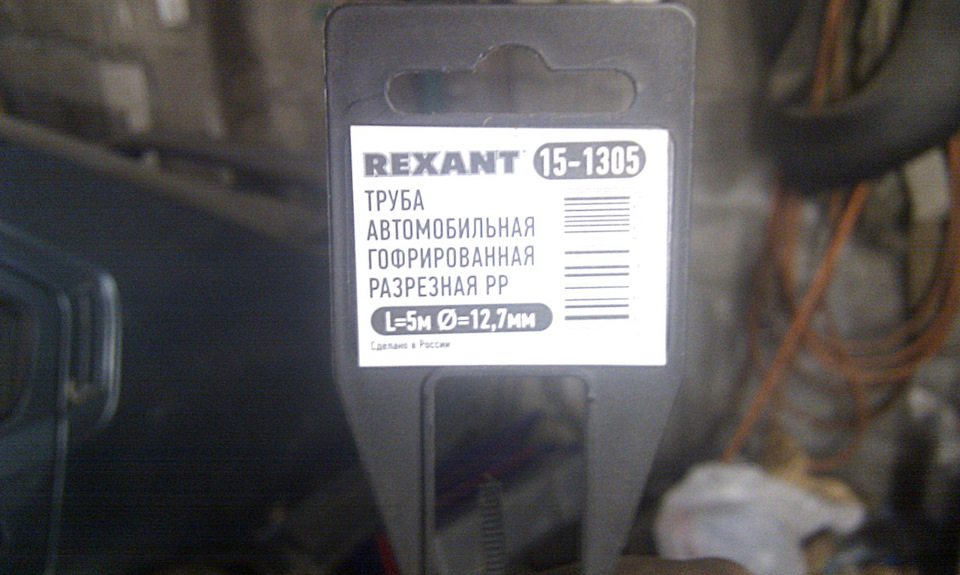 REXANT 15-1305
ТРУБА
АВТОМОБИЛЬНАЯ
ГОФРИРОВАННАЯ
РАЗРЕЗНАЯ PP
L=5м Ø=12,7мм
Сделано в России